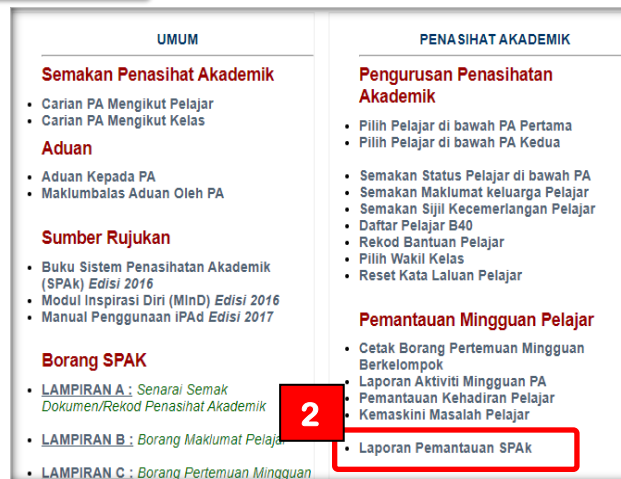 UMUM
Semakan Penasihat Akademik
Carian PA Mengikut Pelajar
Carian PA Mengikut Kelas
Aduan
Aduan Kepada PA
Maklumbalas Aduan Oleh PA
Sumber Rujukan
Buku Sistem Penasihatan Akademik
(SPAk) Edisi 2016
Modul Inspirasi Diri (MInD) Edisi 2016
Manual Penggunaan iPAd Edisi 2017
Borang SPAK
LAMPIRAN A : Senarai Semak
Dokumen/Rekod Penasihat Akademik
LAMPIRAN B : Borang Maklumat Pelajar
LAMPIRAN C : Borang Pertemuan Mingguan
PENASIHAT AKADEMIK
Pengurusan Penasihatan
Akademik
Pilih Pelajar di bawah PA Pertama
Pilih Pelajar di bawah PA Kedua
Semakan Status Pelajar di bawah PA
Semakan Maklumat keluarga Pelajar
Semakan Sijil Kecemerlangan Pelajar
Daftar Pelajar B40
Rekod Bantuan Pelajar
Pilih Wakil Kelas
Reset Kata Laluan Pelajar
Pemantauan Mingguan Pelajar
Cetak Borang Pertemuan Mingguan
Berkelompok
Laporan Aktiviti Mingguan PA
Pemantauan Kehadiran Pelajar
Kemaskini Masalah Pelajar
2
Laporan Pemantauan SPAk